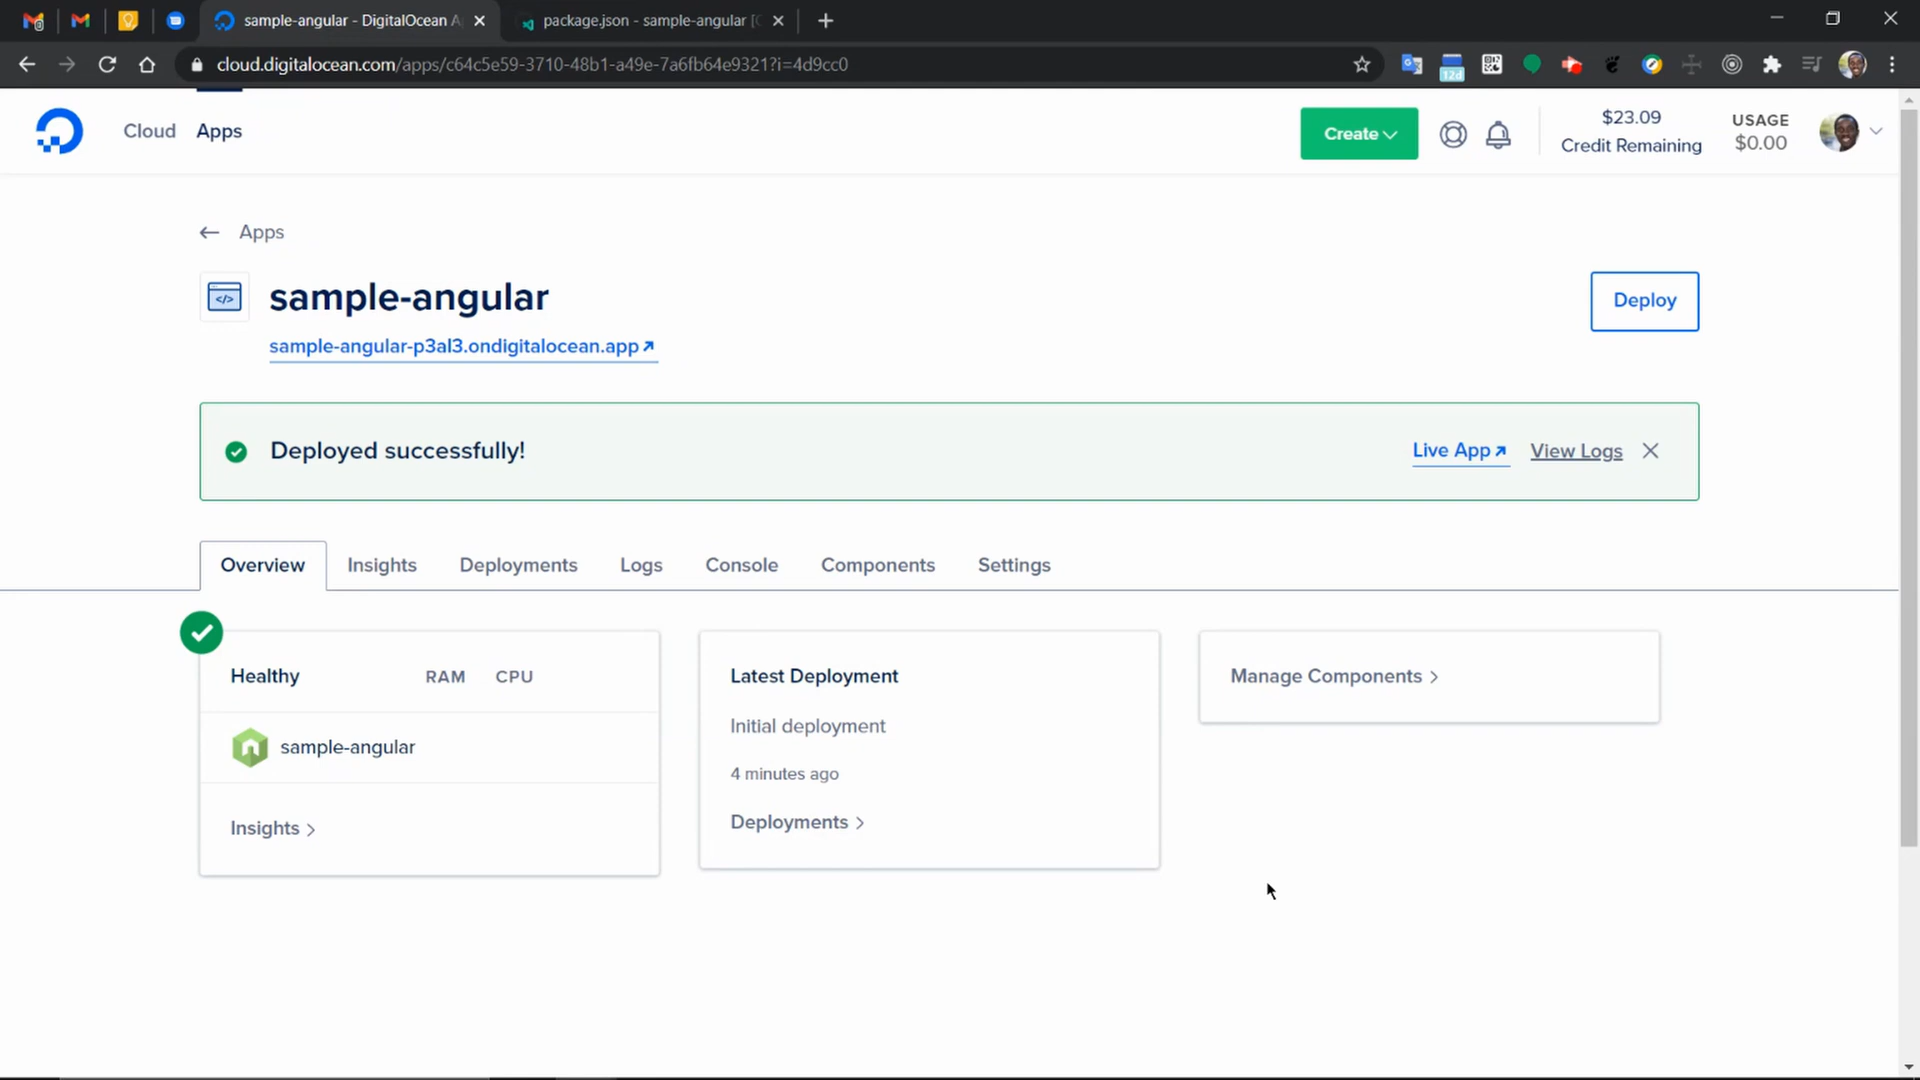 sample-angular - DigitalOcean A
package.json - sample-angular [
cloud.digitalocean.com/apps/c64c5e59-3710-48b1-a49e-7a6fb64e9321?i=4d9cc0
12d
Cloud
Apps
Create
$23.09
Credit Remaining
USAGE
$0.00
← Apps
sample-angular
sample-angular-p3al3.ondigitalocean.app
Deploy
Deployed successfully!
Live App
View Logs
Overview
Insights
Deployments
Logs
Console
Components
Settings
Healthy
RAM
CPU
sample-angular
Insights >
Latest Deployment
Initial deployment
4 minutes ago
Deployments >
Manage Components >